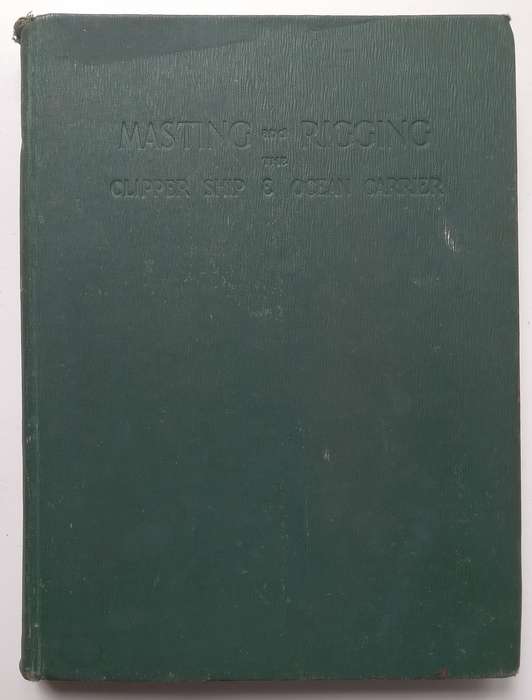 MASTING and RIGGING
THE
CLIPPER SHIP & OCEAN CARRIER